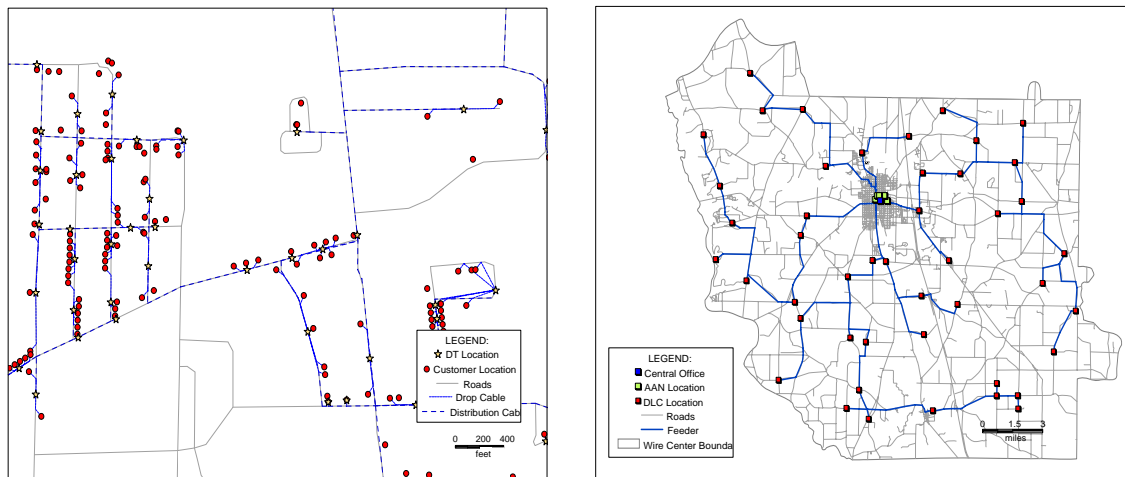 LEGEND:
DT Location
Customer Location
Roads
Drop Cable
Distribution Cab
0 200 400
feet
LEGEND:
Central Office
AAN Location
DLC Location
Roads
Feeder
Wire Center Bounda
0 1.5 3
miles